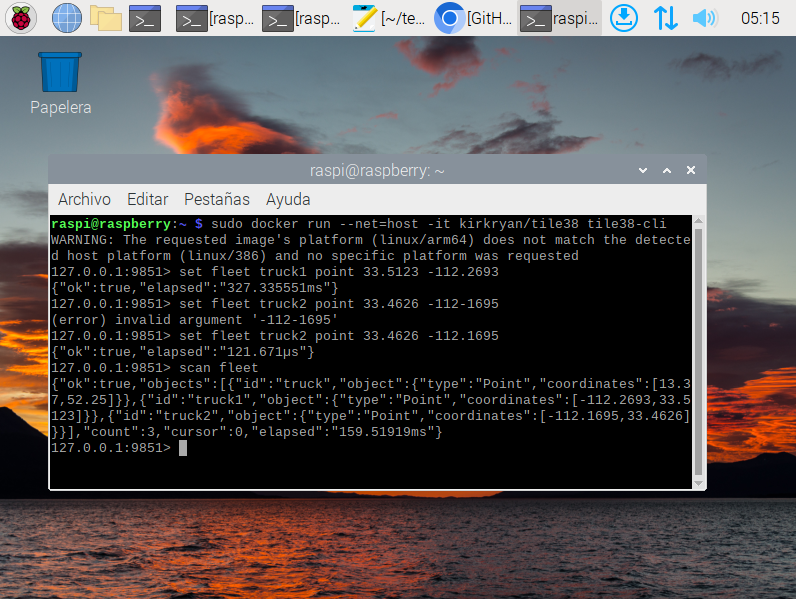 [rasp...
[rasp...
[~/te...
[GitH...
raspi...
05:15
Papelera
raspi@raspberry: ~
Archivo Editar Pestañas Ayuda
raspi@raspberry:~ $ sudo docker run --net=host -it kirkryan/tile38 tile38-cli
WARNING: The requested image's platform (linux/arm64) does not match the detecte
d host platform (linux/386) and no specific platform was requested
127.0.0.1:9851> set fleet truck1 point 33.5123 -112.2693
{"ok":true,"elapsed":"327.335551ms"}
127.0.0.1:9851> set fleet truck2 point 33.4626 -112-1695
(error) invalid argument '-112-1695'
127.0.0.1:9851> set fleet truck2 point 33.4626 -112.1695
{"ok":true,"elapsed":"121.671µs"}
127.0.0.1:9851> scan fleet
{"ok":true,"objects":[{"id":"truck","object":{"type":"Point","coordinates":[13.3
7,52.25]}},{"id":"truck1","object":{"type":"Point","coordinates":[-112.2693,33.5
123]}},{"id":"truck2","object":{"type":"Point","coordinates":[-112.1695,33.4626]
}}],"count":3,"cursor":0,"elapsed":"159.51919ms"}
127.0.0.1:9851>